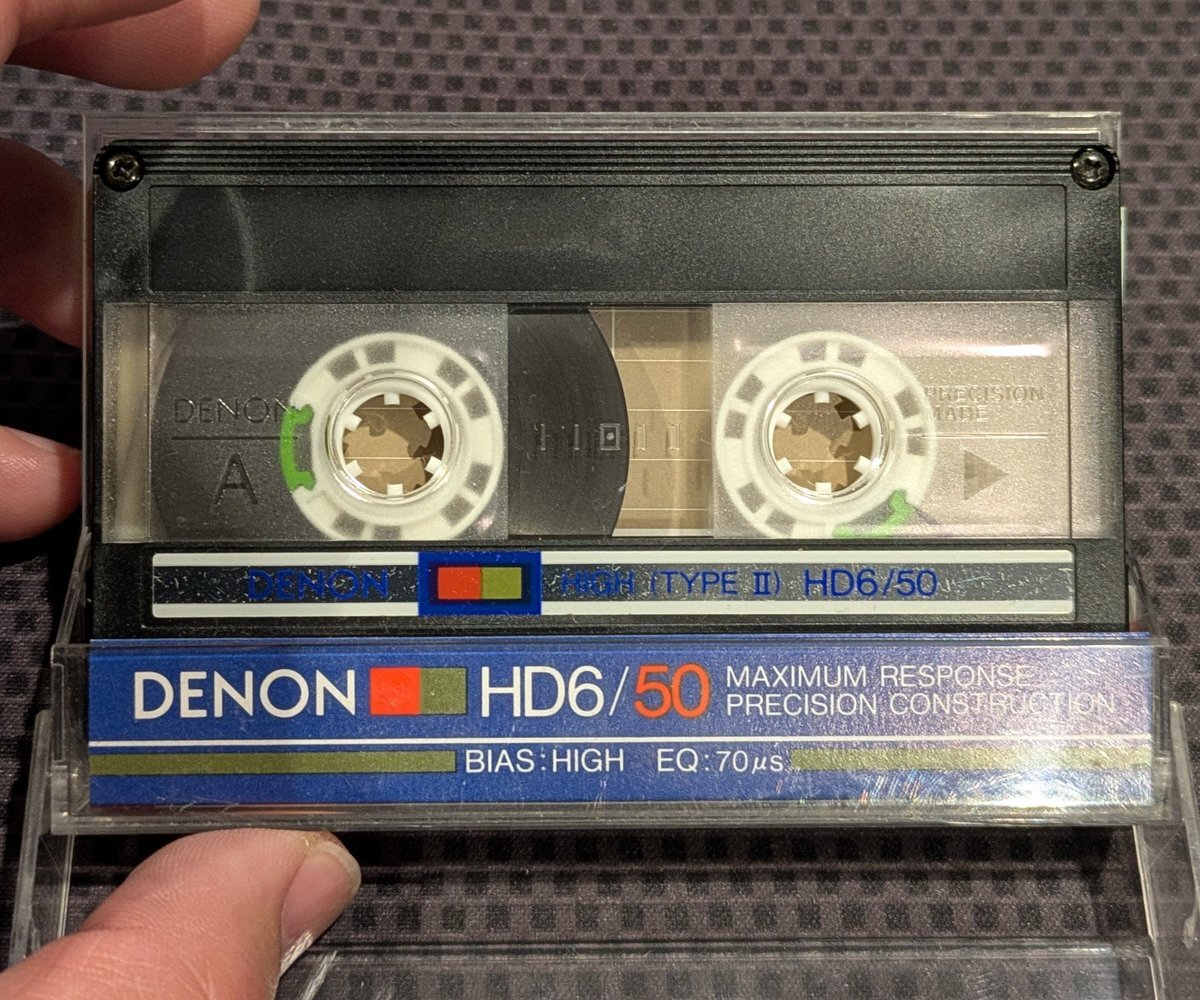 DENON
A
PRECISION
MADE
DENON HIGH (TYPE II) HD6/50
DENON HD6/50 MAXIMUM RESPONSE
PRECISION CONSTRUCTION
BIAS:HIGH EQ:70μs